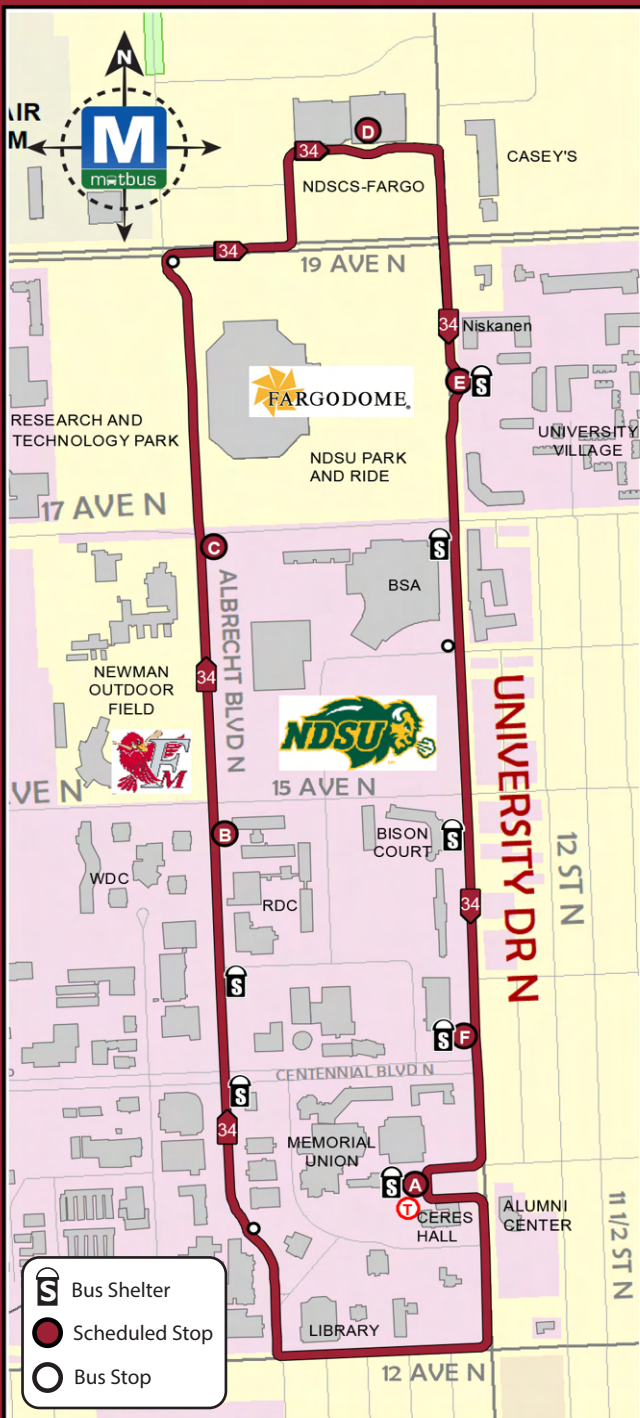 N
AIR
M
M
matbus
D
34
NDSCS-FARGO
CASEY'S
34
19 AVE N
34
Niskanen
E
S
FARGODOME
RESEARCH AND
TECHNOLOGY PARK
NDSU PARK
AND RIDE
UNIVERSITY
VILLAGE
17 AVE N
C
S
BSA
ALBRECHT BLVD N
34
NEWMAN
OUTDOOR
FIELD
FM
NDSU
UNIVERSITY DR N
15 AVE N
VE N
B
BISON
COURT
S
12 ST N
WDC
RDC
34
S
S
F
CENTENNIAL BLVD N
S
34
MEMORIAL
UNION
S
A
T
CERES
HALL
ALUMNI
CENTER
11 1/2 ST N
LIBRARY
12 AVE N
S Bus Shelter
Scheduled Stop
Bus Stop